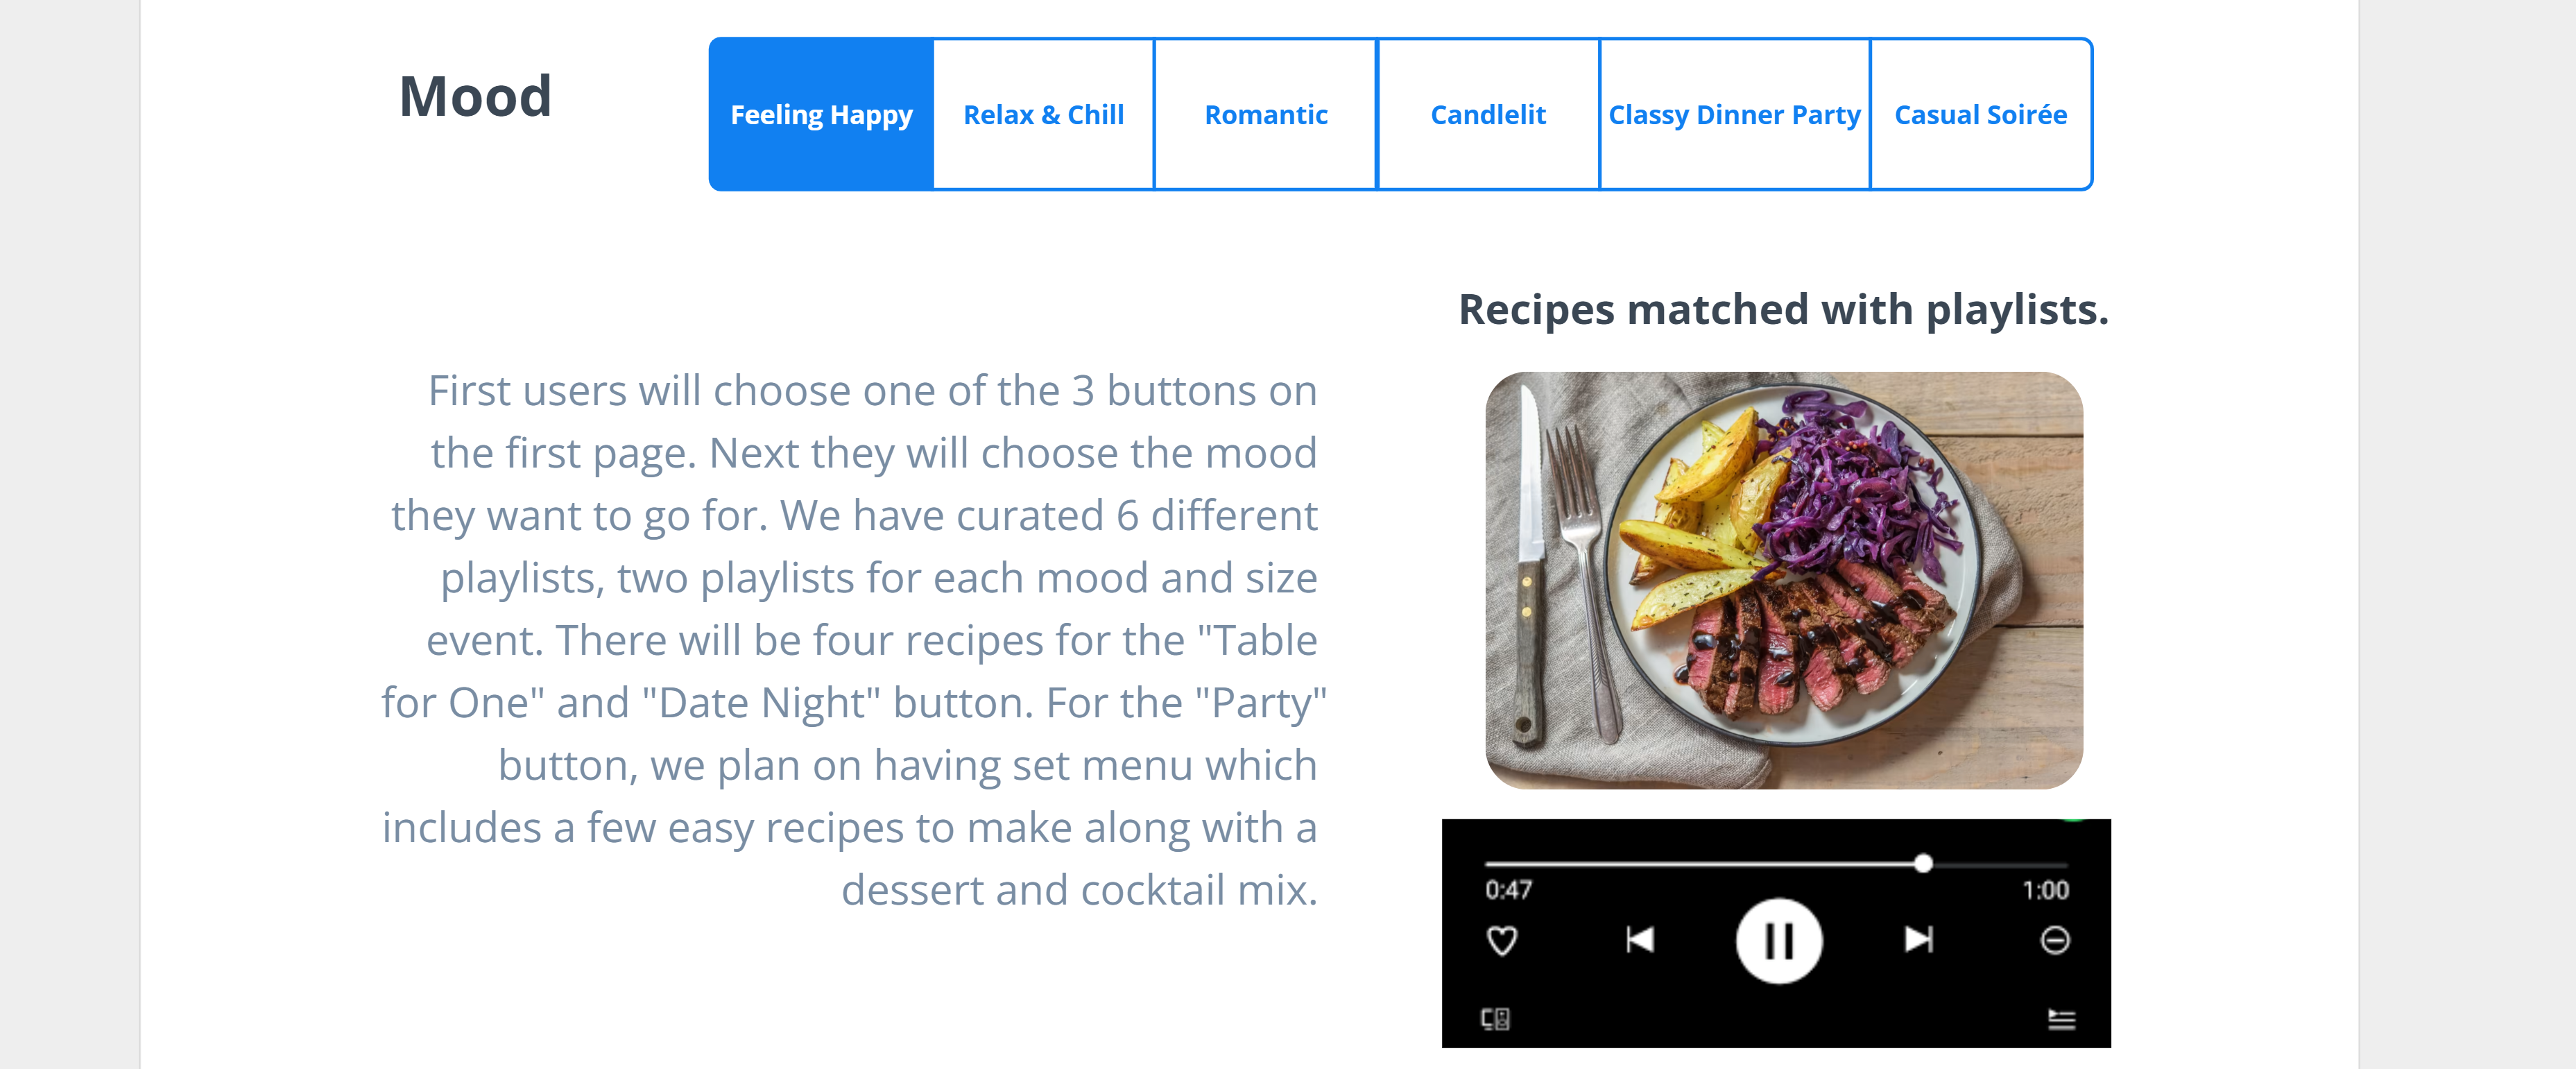 Mood
Feeling Happy
Relax & Chill
Romantic
Candlelit
Classy Dinner Party
Casual Soirée
Recipes matched with playlists.
First users will choose one of the 3 buttons on
the first page. Next they will choose the mood
they want to go for. We have curated 6 different
playlists, two playlists for each mood and size
event. There will be four recipes for the "Table
for One" and "Date Night" button. For the "Party"
button, we plan on having set menu which
includes a few easy recipes to make along with a
dessert and cocktail mix.
0:47
1:00